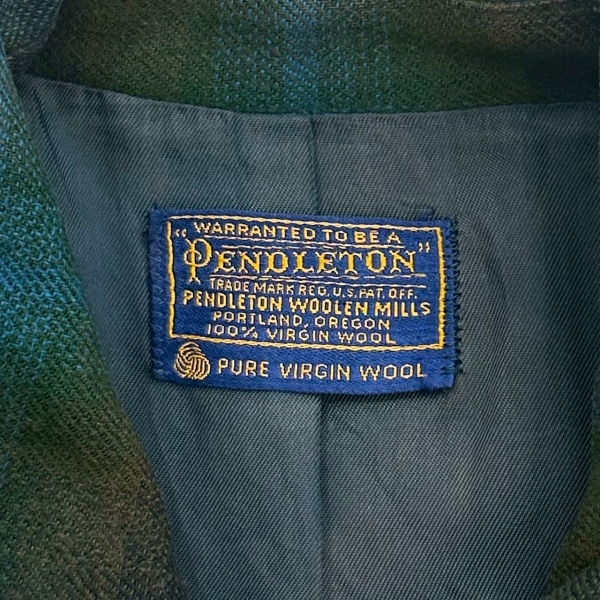 WARRANTED TO BE A
"PENDLETON"
TRADE MARK REG. U.S. PAT. OFF.
PENDLETON WOOLEN MILLS
PORTLAND, OREGON
100% VIRGIN WOOL
PURE VIRGIN WOOL